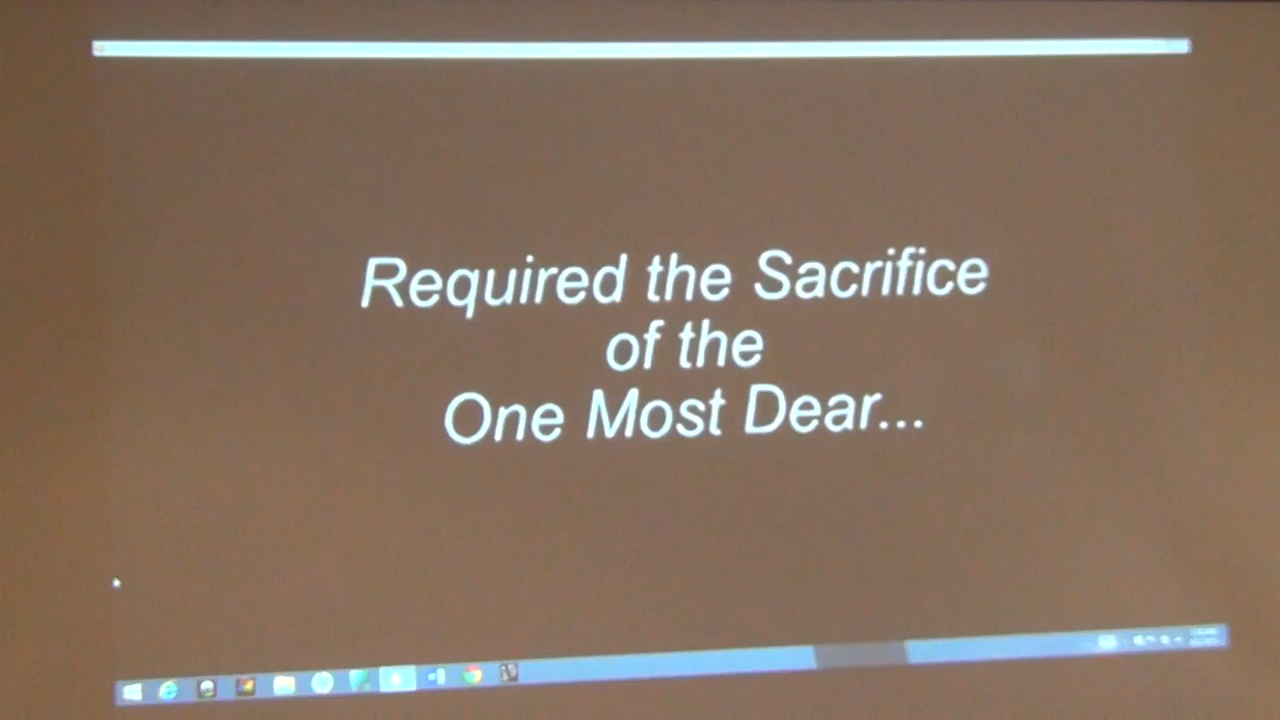 Required the Sacrifice
of the
One Most Dear...